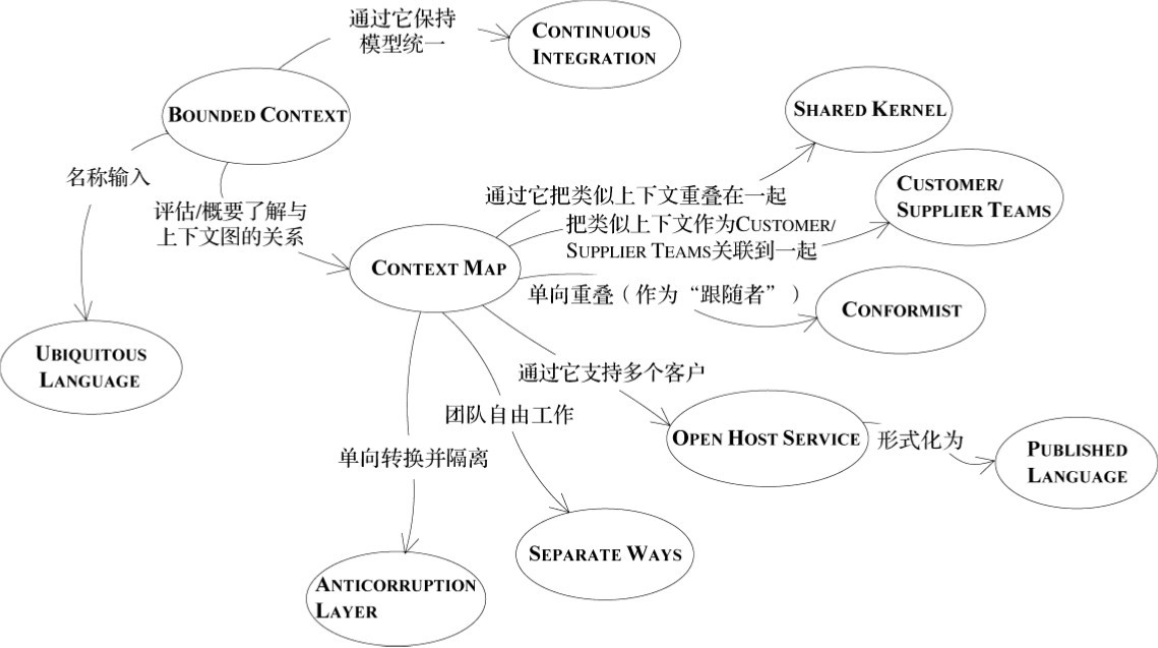 通过它保持
模型统一
CONTINUOUS
INTEGRATION
BOUNDED CONTEXT
SHARED KERNEL
名称输入
通过它把类似上下文重叠在一起
CUSTOMER/
SUPPLIER TEAMS
评估/概要了解与
上下文图的关系
把类似上下文作为CUSTOMER/
SUPPLIER TEAMS关联到一起
CONTEXT MAP
单向重叠（作为“跟随者”）
CONFORMIST
UBIQUITOUS
LANGUAGE
通过它支持多个客户
团队自由工作
OPEN HOST SERVICE
形式化为
PUBLISHED
LANGUAGE
单向转换并隔离
SEPARATE WAYS
ANTICORRUPTION
LAYER